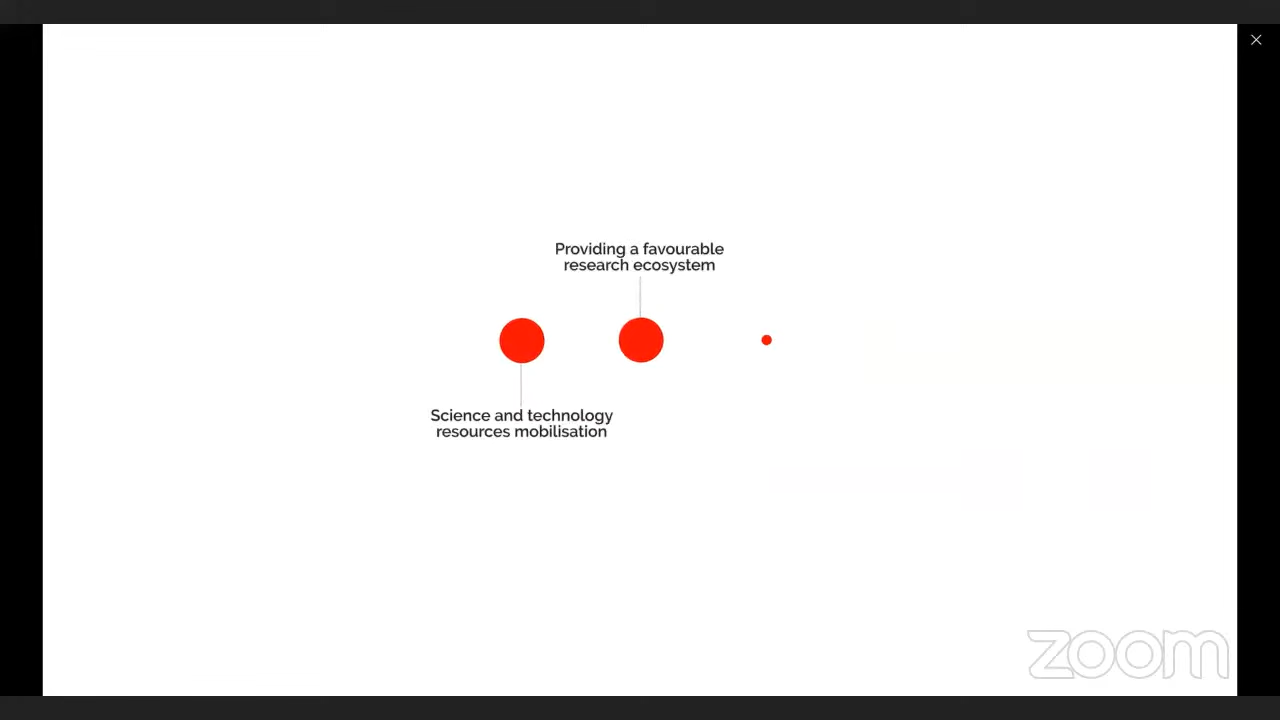 Providing a favourable
research ecosystem
Science and technology
resources mobilisation
zoom